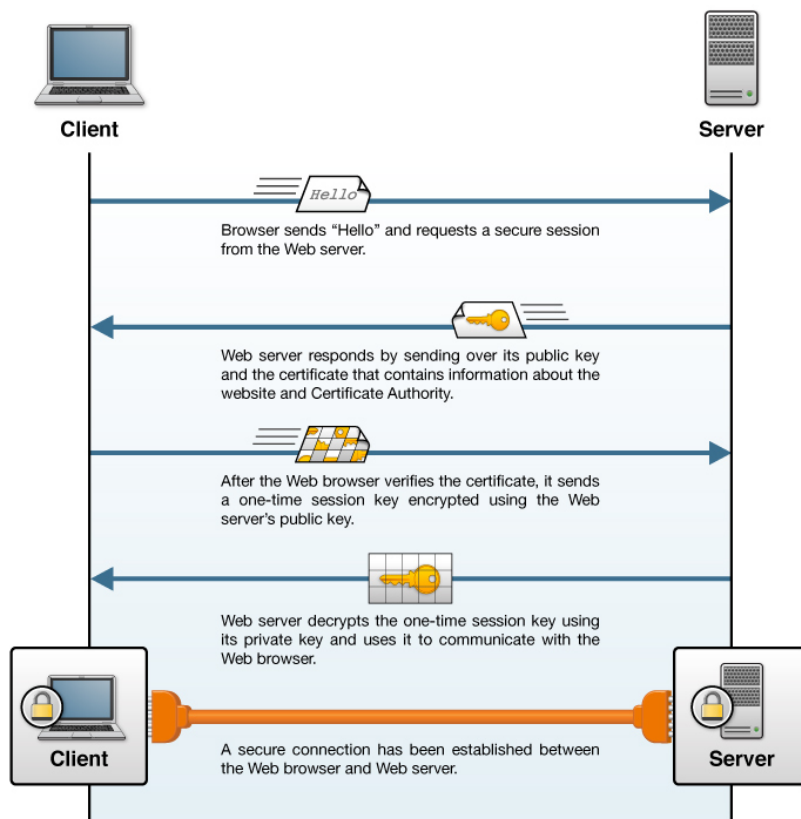 Client
Server
Hello
Browser sends “Hello” and requests a secure session
from the Web server.
Web server responds by sending over its public key
and the certificate that contains information about the
website and Certificate Authority.
After the Web browser verifies the certificate, it sends
a one-time session key encrypted using the Web
server’s public key.
Web server decrypts the one-time session key using
its private key and uses it to communicate with the
Web browser.
A secure connection has been established between
the Web browser and Web server.
Client
Server